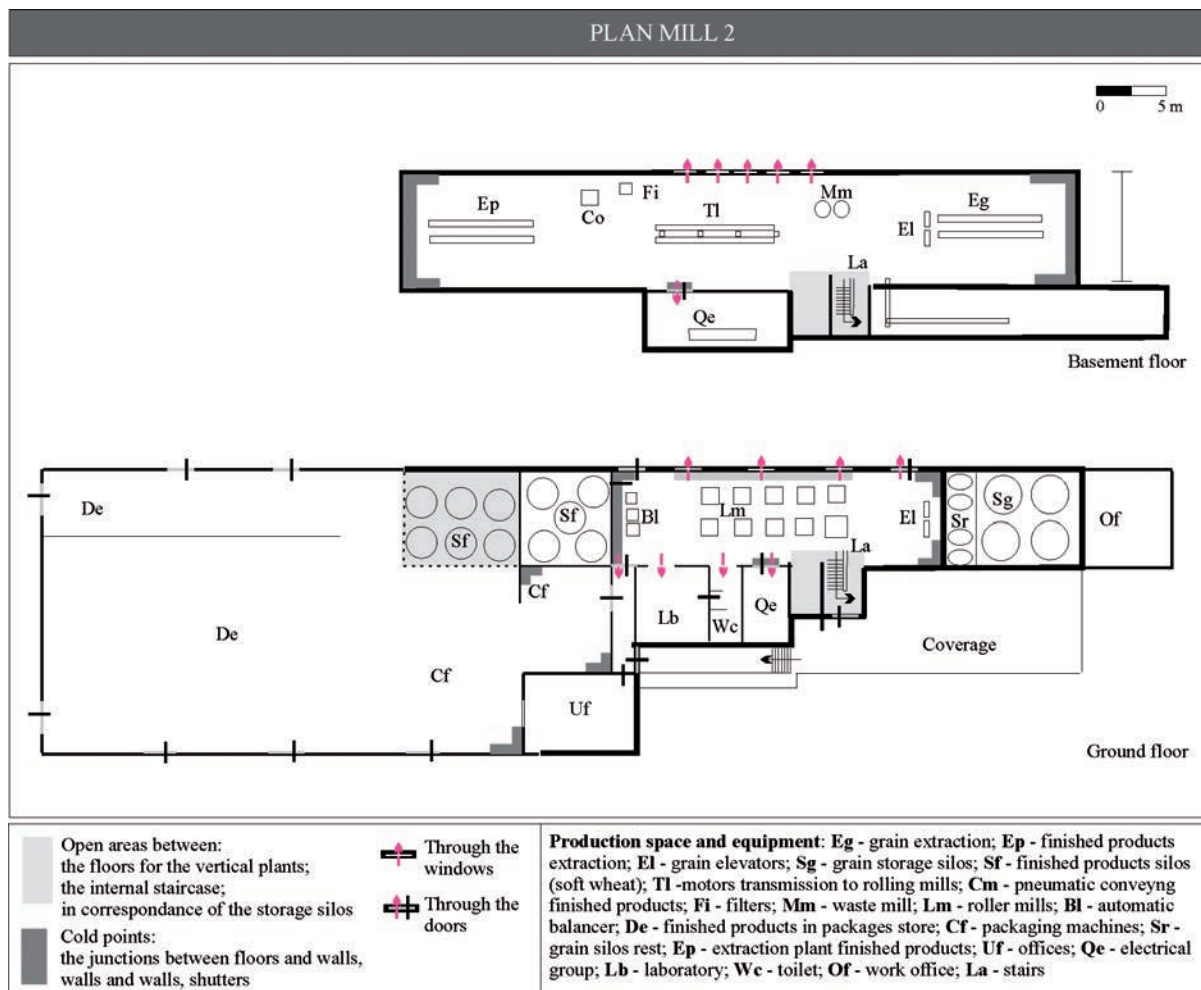 PLAN MILL 2
0 5 m
Ep
Co
Fi
Tl
Mm
El
Eg
La
Qe
Basement floor
De
De
Sf
Sf
Bl
Lm
El
Sr
Sg
Of
La
Cf
Cf
Lb
Wc
Qe
Uf
Coverage
Ground floor
Open areas between:
the floors for the vertical plants;
the internal staircase;
in correspondance of the storage silos
Cold points:
the junctions between floors and walls,
walls and walls, shutters
Through the
windows
Through the
doors
Production space and equipment: Eg - grain extraction; Ep - finished products
extraction; El - grain elevators; Sg - grain storage silos; Sf - finished products silos
(soft wheat); Tl -motors transmission to rolling mills; Cm - pneumatic conveyng
finished products; Fi - filters; Mm - waste mill; Lm - roller mills; Bl - automatic
balancer; De - finished products in packages store; Cf - packaging machines; Sr -
grain silos rest; Ep - extraction plant finished products; Uf - offices; Qe - electrical
group; Lb - laboratory; Wc - toilet; Of - work office; La - stairs